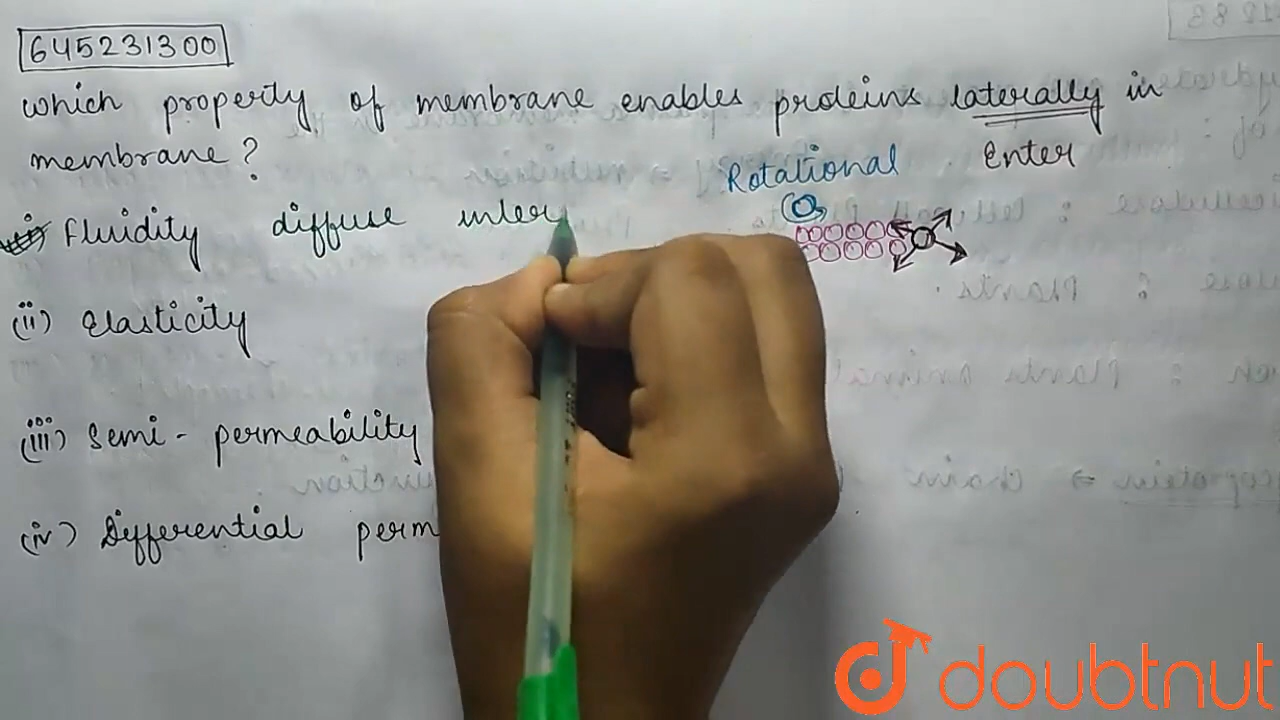 645231300
which property of membrane enables proteins laterally in
membrane?
Enter
Rotational
(i) Fluidity diffuse inter
(ii) Elasticity
(iii) Semi-permeability
(iv) Differential perm
doubtnut